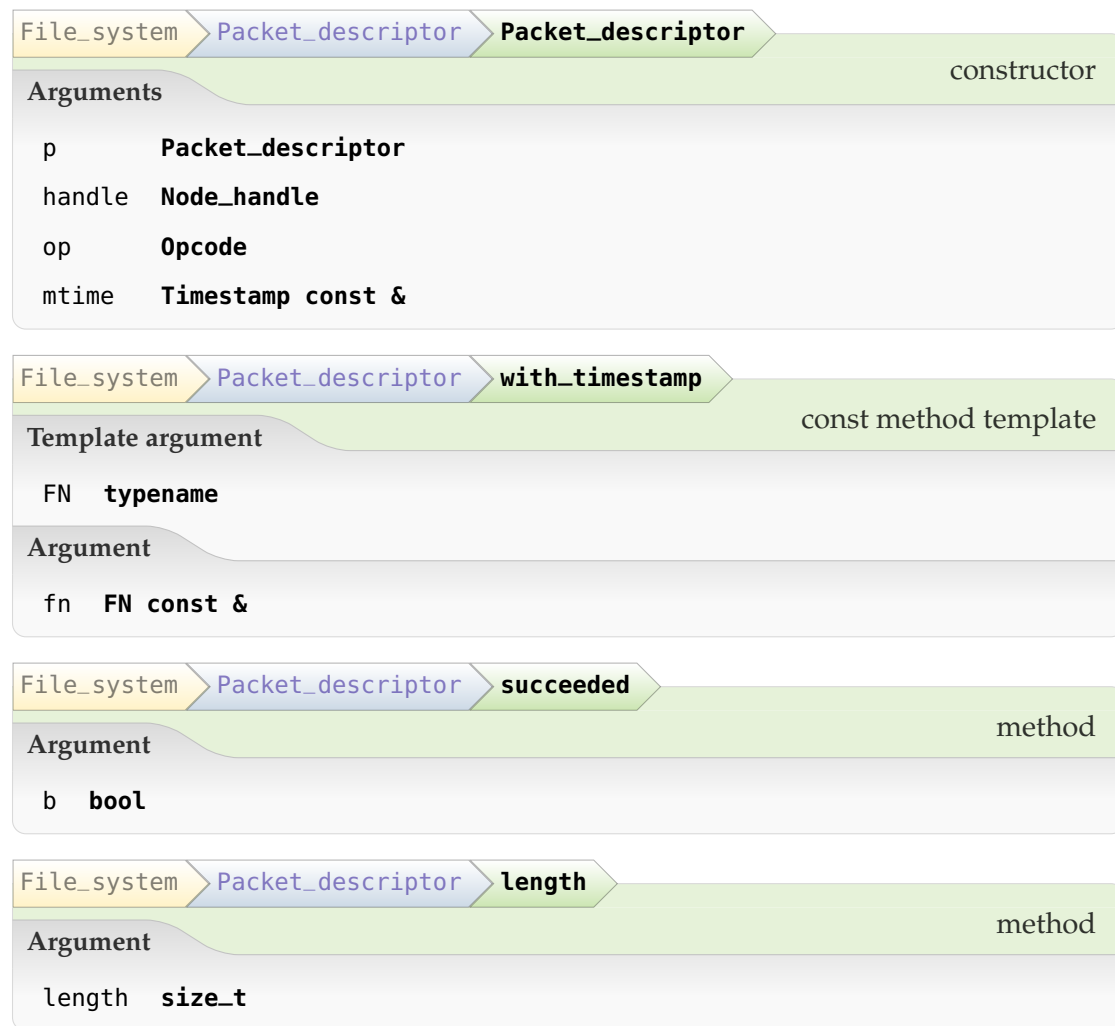 File_system Packet_descriptor Packet_descriptor
constructor
Arguments
p Packet_descriptor
handle Node_handle
op Opcode
mtime Timestamp const &
File_system Packet_descriptor with_timestamp
const method template
Template argument
FN typename
Argument
fn FN const &
File_system Packet_descriptor succeeded
method
Argument
b bool
File_system Packet_descriptor length
method
Argument
length size_t